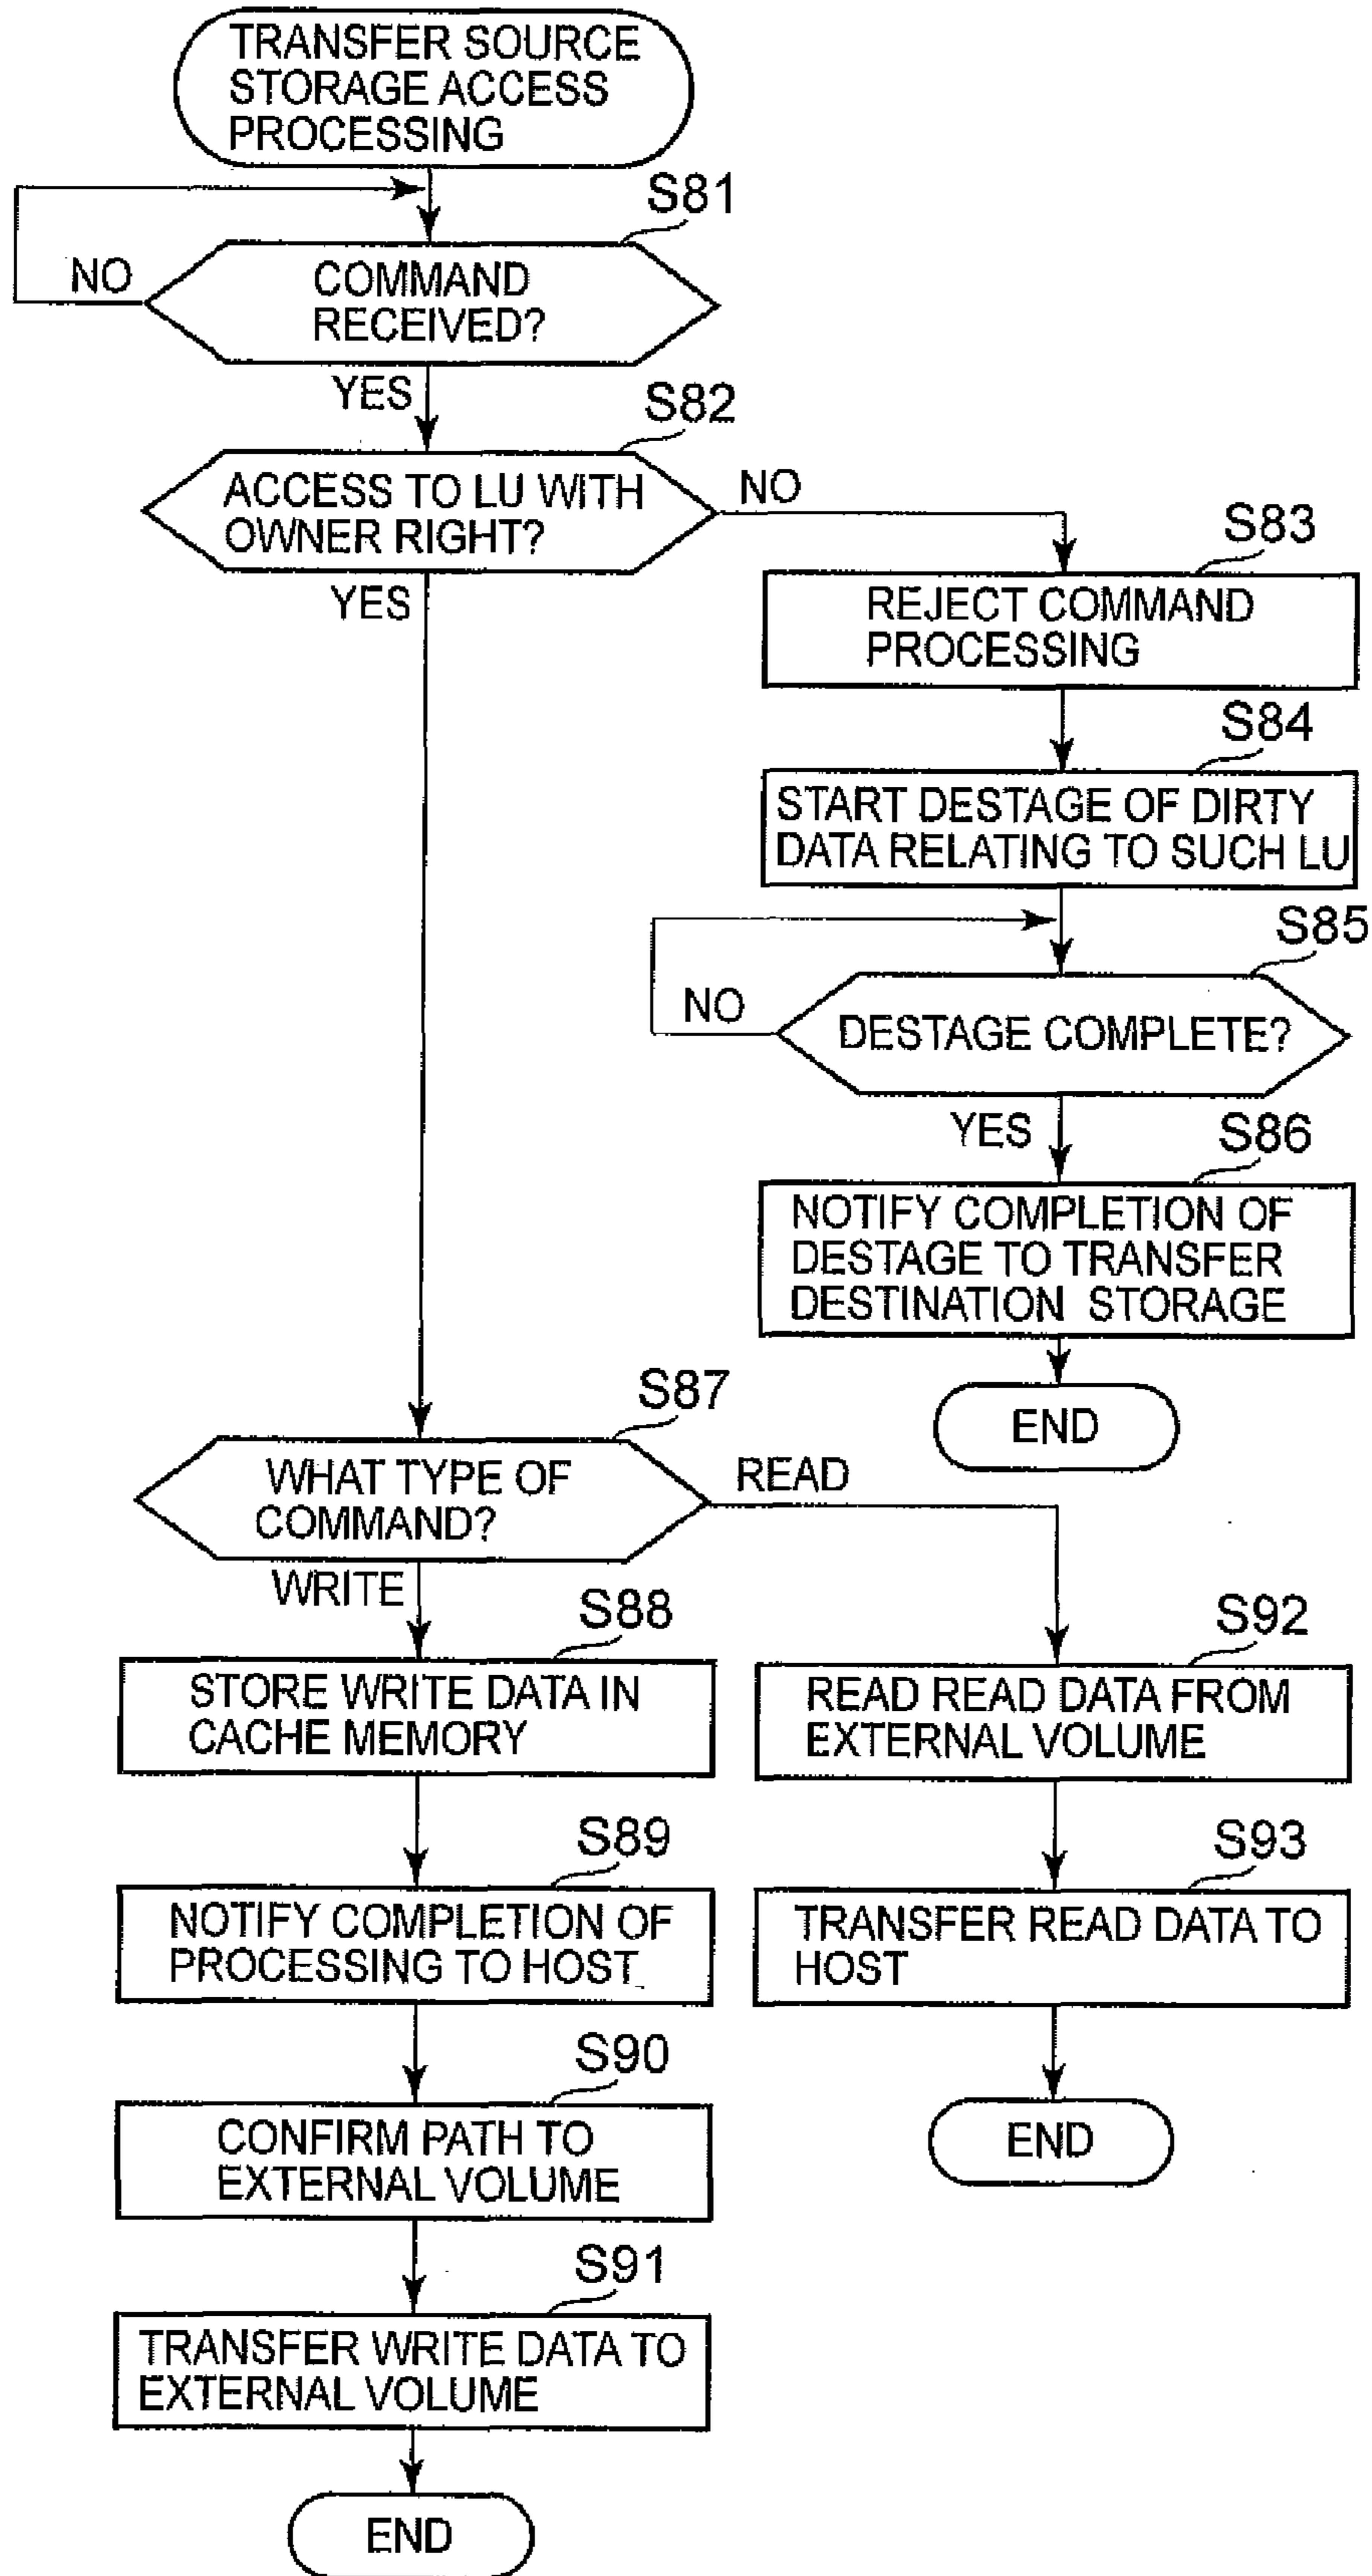 TRANSFER SOURCE
STORAGE ACCESS
PROCESSING
S81
NO
COMMAND
RECEIVED?
YES
S82
ACCESS TO LU WITH
OWNER RIGHT?
NO
YES
S83
REJECT COMMAND
PROCESSING
S84
START DESTAGE OF DIRTY
DATA RELATING TO SUCH LU
S85
NO
DESTAGE COMPLETE?
YES
S86
NOTIFY COMPLETION OF
DESTAGE TO TRANSFER
DESTINATION STORAGE
END
S87
WHAT TYPE OF
COMMAND?
READ
WRITE
S88
STORE WRITE DATA IN
CACHE MEMORY
S89
NOTIFY COMPLETION OF
PROCESSING TO HOST
S90
CONFIRM PATH TO
EXTERNAL VOLUME
S91
TRANSFER WRITE DATA TO
EXTERNAL VOLUME
END
S92
READ READ DATA FROM
EXTERNAL VOLUME
S93
TRANSFER READ DATA TO
HOST
END